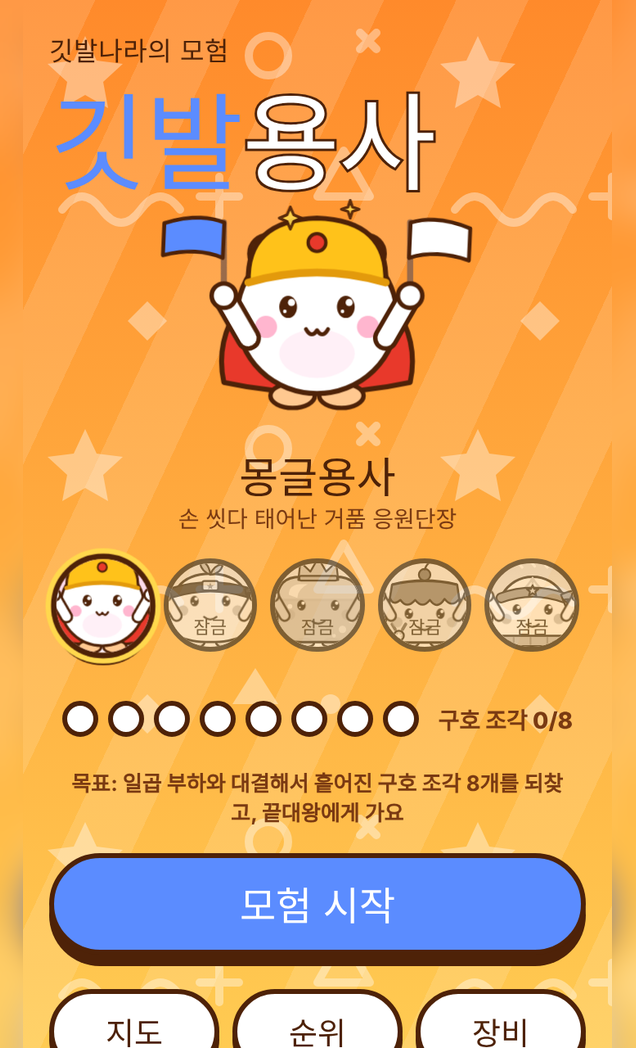 깃발나라의 모험
깃발용사
몽글용사
손 씻다 태어난 거품 응원단장
잠금 잠금 잠금 잠금
구호 조각 0/8
목표: 일곱 부하와 대결해서 흩어진 구호 조각 8개를 되찾
고, 끝대왕에게 가요
모험 시작
지도 순위 장비